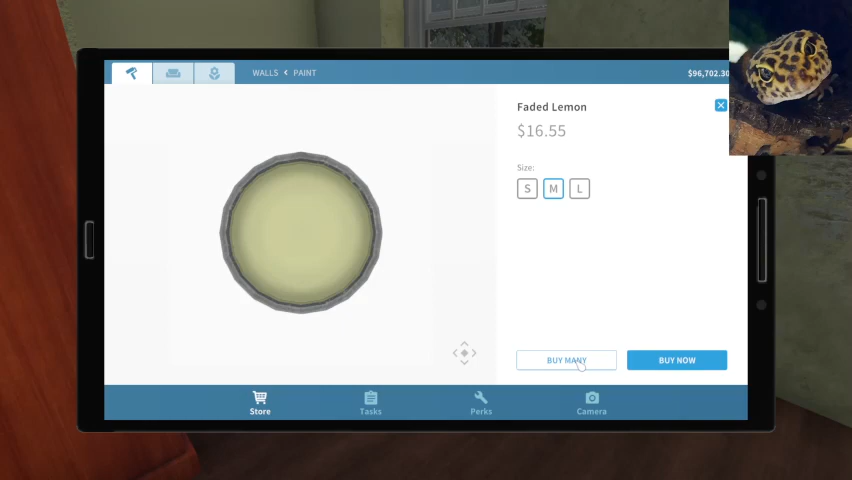 WALLS < PAINT
$96,702.30
Faded Lemon
$16.55
Size:
S M L
BUY MANY BUY NOW
Store Tasks Perks Camera